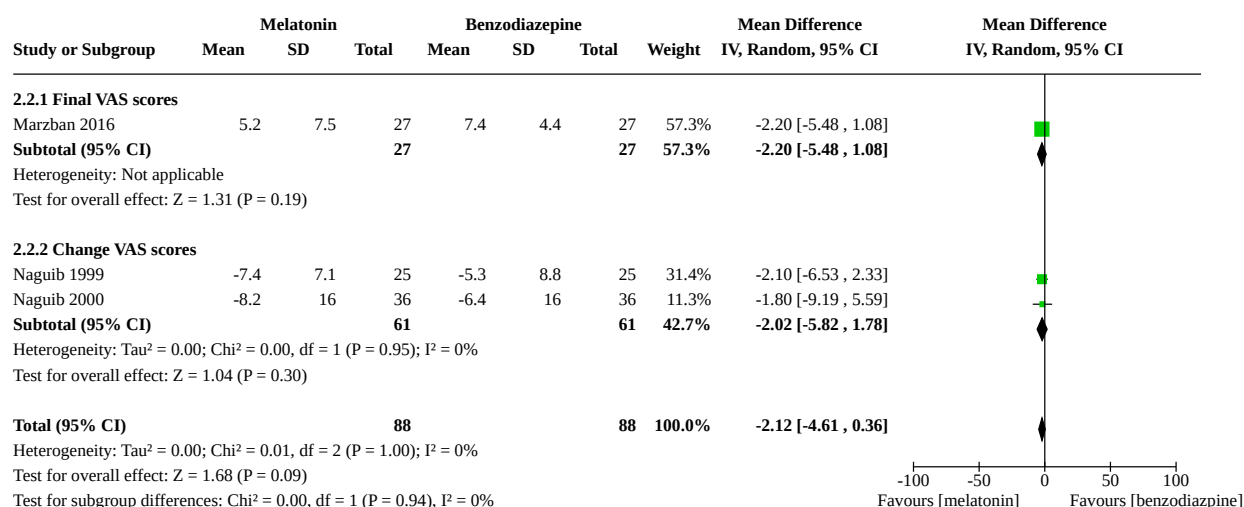 Melatonin Benzodiazepine Mean Difference Mean Difference
Study or Subgroup Mean SD Total Mean SD Total Weight IV, Random, 95% CI IV, Random, 95% CI
2.2.1 Final VAS scores
Marzban 2016 5.2 7.5 27 7.4 4.4 27 57.3% -2.20 [-5.48 , 1.08]
Subtotal (95% CI) 27 27 57.3% -2.20 [-5.48 , 1.08]
Heterogeneity: Not applicable
Test for overall effect: Z = 1.31 (P = 0.19)
2.2.2 Change VAS scores
Naguib 1999 -7.4 7.1 25 -5.3 8.8 25 31.4% -2.10 [-6.53 , 2.33]
Naguib 2000 -8.2 16 36 -6.4 16 36 11.3% -1.80 [-9.19 , 5.59]
Subtotal (95% CI) 61 61 42.7% -2.02 [-5.82 , 1.78]
Heterogeneity: Tau² = 0.00; Chi² = 0.00, df = 1 (P = 0.95); I² = 0%
Test for overall effect: Z = 1.04 (P = 0.30)
Total (95% CI) 88 88 100.0% -2.12 [-4.61 , 0.36]
Heterogeneity: Tau² = 0.00; Chi² = 0.01, df = 2 (P = 1.00); I² = 0%
Test for overall effect: Z = 1.68 (P = 0.09)
-100 -50 0 50 100
Test for subgroup differences: Chi² = 0.00, df = 1 (P = 0.94), I² = 0% Favours [melatonin] Favours [benzodiazpine]